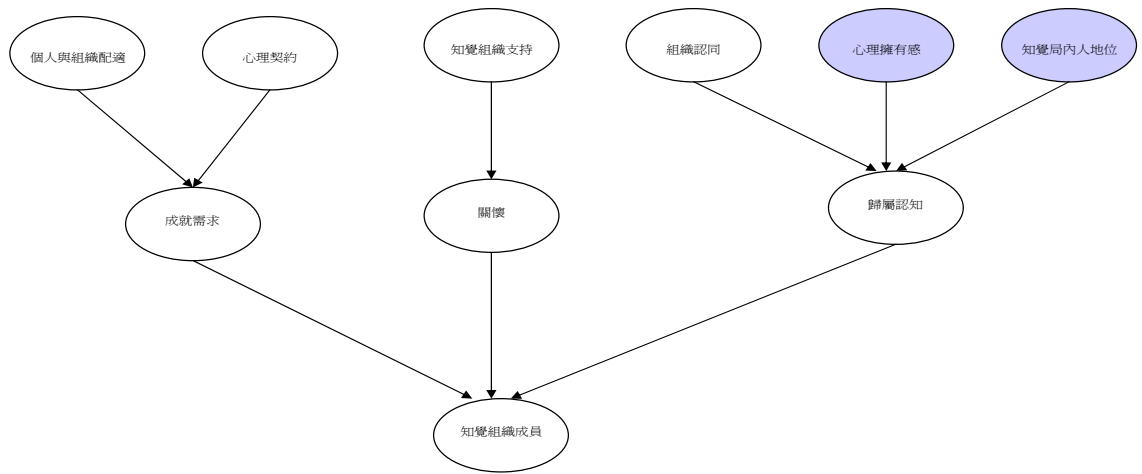 個人與組織配適
心理契約
知覺組織支持
組織認同
心理擁有感
知覺局內人地位
成就需求
關懷
歸屬認知
知覺組織成員